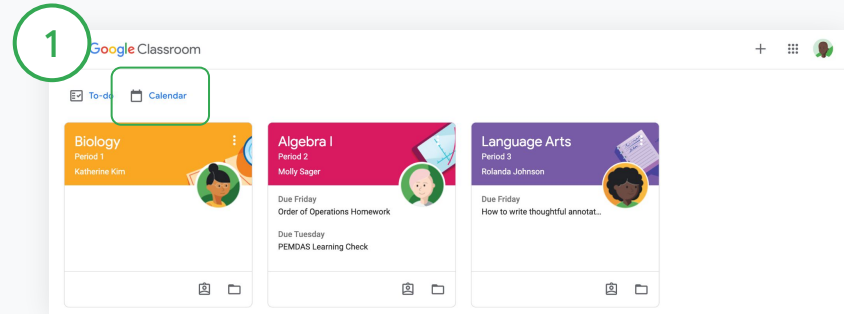 1
Google Classroom
To-do Calendar
Biology
Period 1
Katherine Kim
Algebra I
Period 2
Molly Sager
Due Friday
Order of Operations Homework
Due Tuesday
PEMDAS Learning Check
Language Arts
Period 3
Rolanda Johnson
Due Friday
How to write thoughtful annotat...